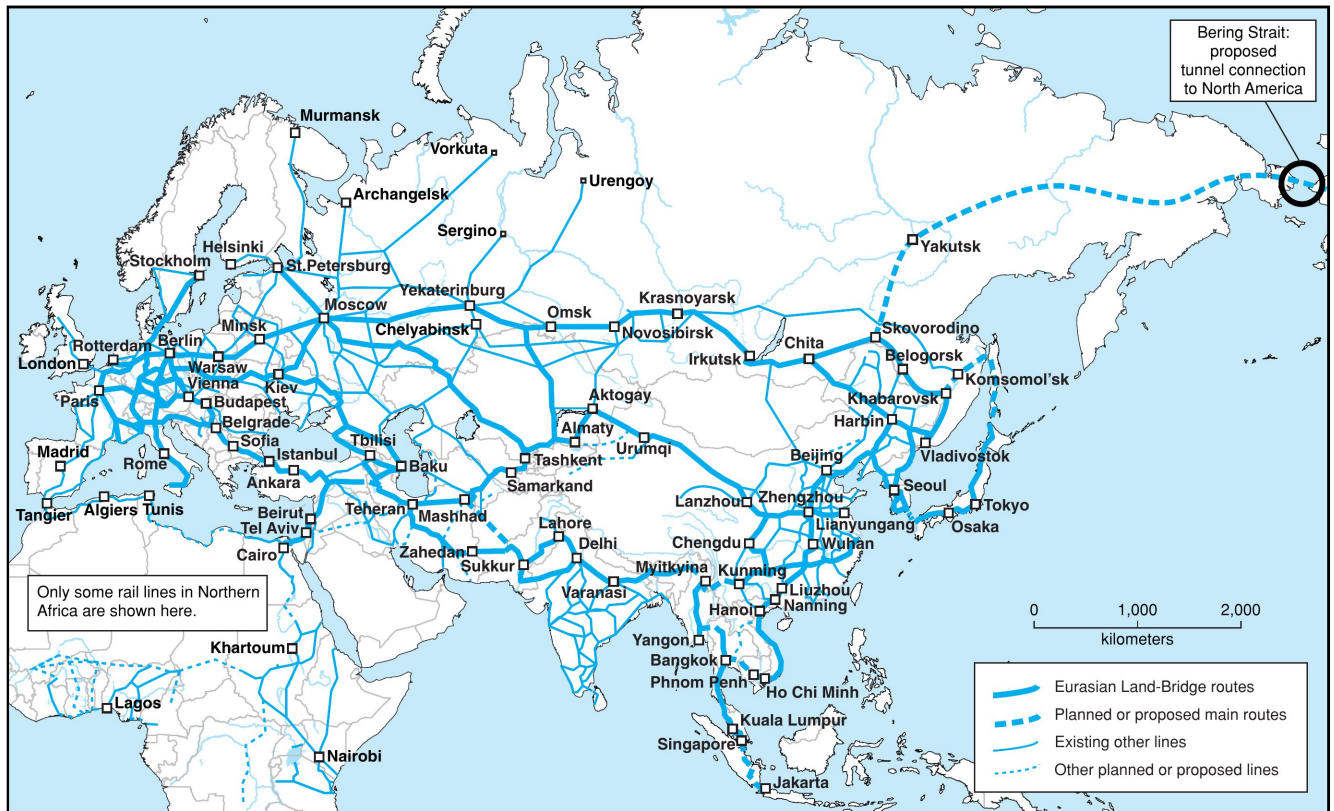 Bering Strait:
proposed
tunnel connection
to North America
Murmansk
Vorkuta
Urengoy
Archangelsk
Sergino
Yakutsk
Helsinki
Stockholm
St.Petersburg
Yekaterinburg
Krasnoyarsk
Moscow
Omsk
Skovorodino
Minsk
Chelyabinsk
Novosibirsk
Rotterdam
Berlin
Chita
Irkutsk
Belogorsk
London
Warsaw
Vienna
Kiev
Komsomol'sk
Paris
Budapest
Aktogay
Khabarovsk
Belgrade
Harbin
Almaty
Sofia
Tbilisi
Urumqi
Madrid
Rome
Istanbul
Baku
Tashkent
Beijing
Vladivostok
Ankara
Samarkand
Seoul
Tangier
Algiers
Tunis
Beirut
Teheran
Mashhad
Lanzhou
Zhengzhou
Tokyo
Tel Aviv
Lahore
Lianyungang
Osaka
Cairo
Zahedan
Delhi
Chengdu
Wuhan
Sukkur
Myitkyina
Kunming
Varanasi
Liuzhou
Hanoi
Nanning
Only some rail lines in Northern
Africa are shown here.
0
1,000
2,000
kilometers
Khartoum
Yangon
Bangkok
Phnom Penh
Ho Chi Minh
Lagos
Kuala Lumpur
Singapore
Nairobi
Jakarta
Eurasian Land-Bridge routes
Planned or proposed main routes
Existing other lines
Other planned or proposed lines